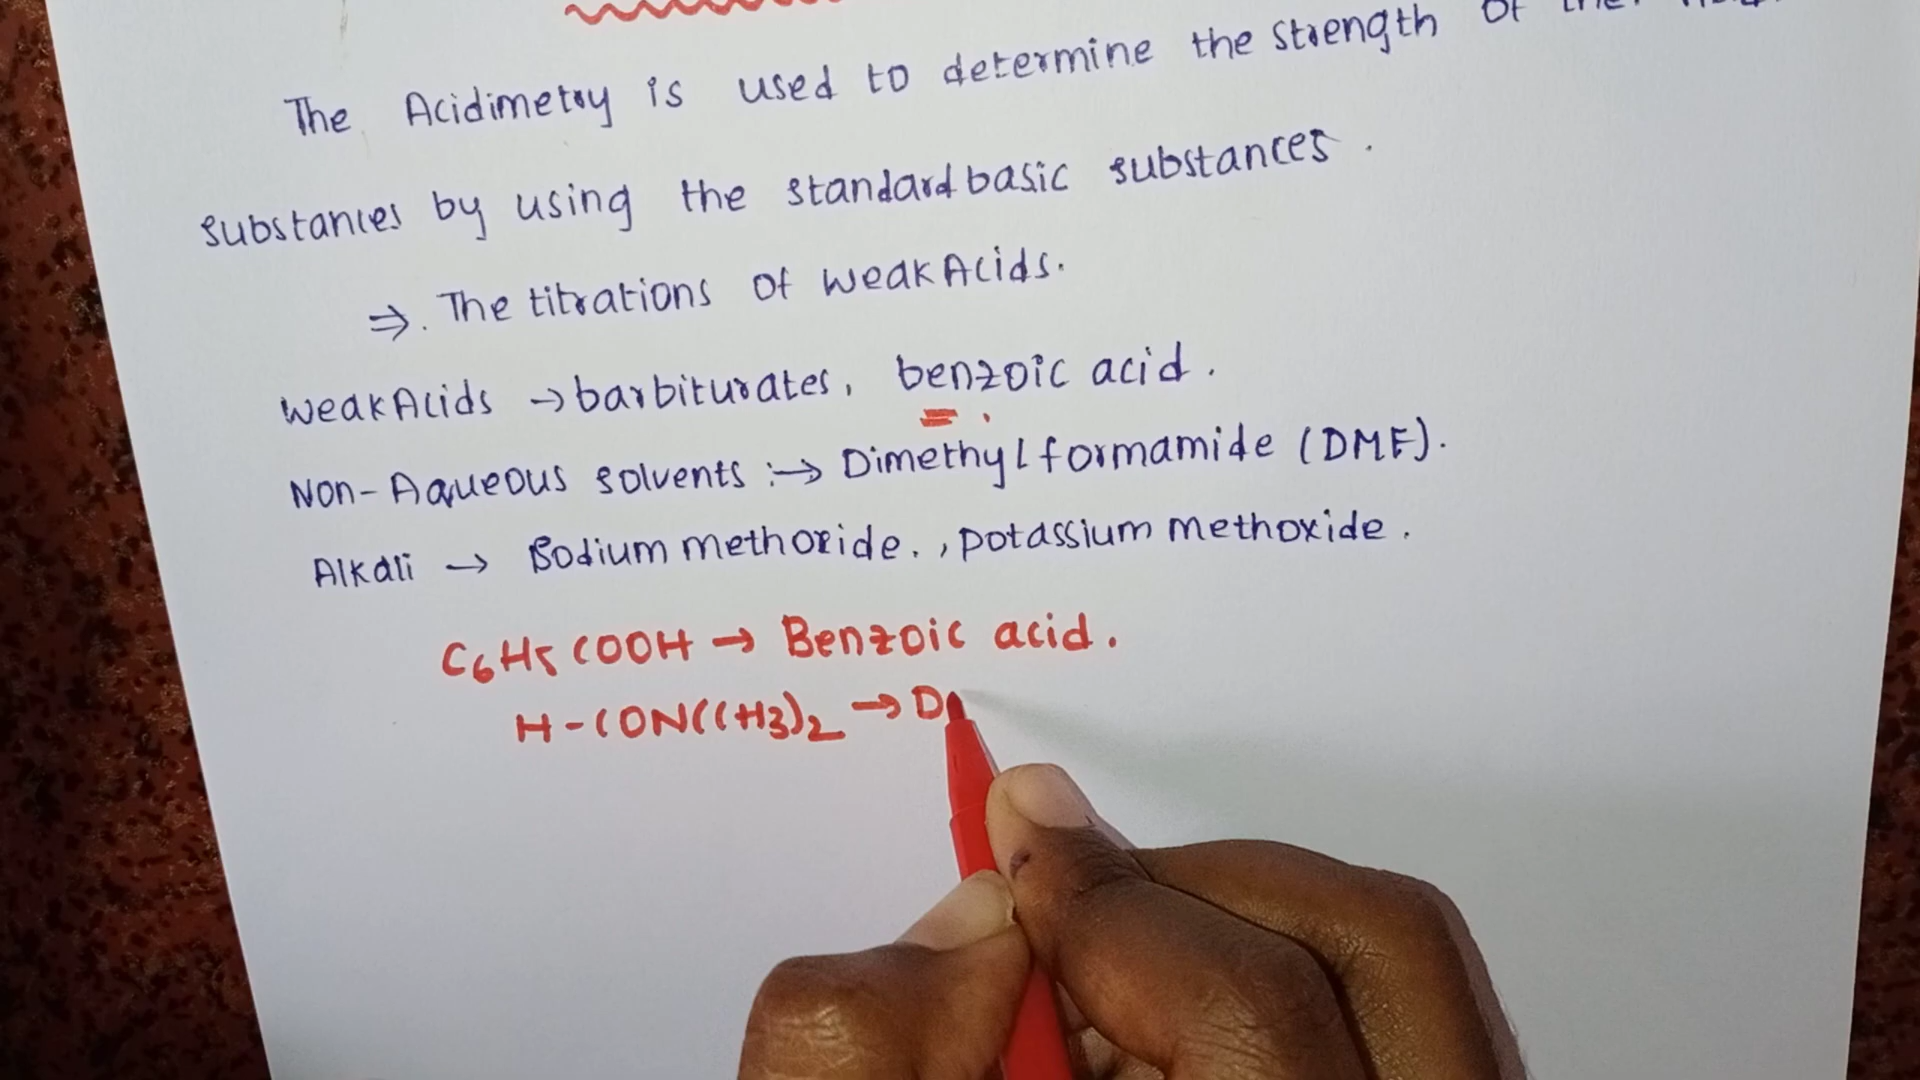 The Acidimetry is used to determine the strength of the
substances by using the standard basic substances.
⇒. The titrations of weak Acids.
weak Acids → barbiturates, benzoic acid.
Non-Aqueous solvents :→ Dimethyl formamide (DMF).
Alkali → Sodium methoxide., potassium methoxide.
C6H5COOH → Benzoic acid.
H-CON(CH3)2 → D